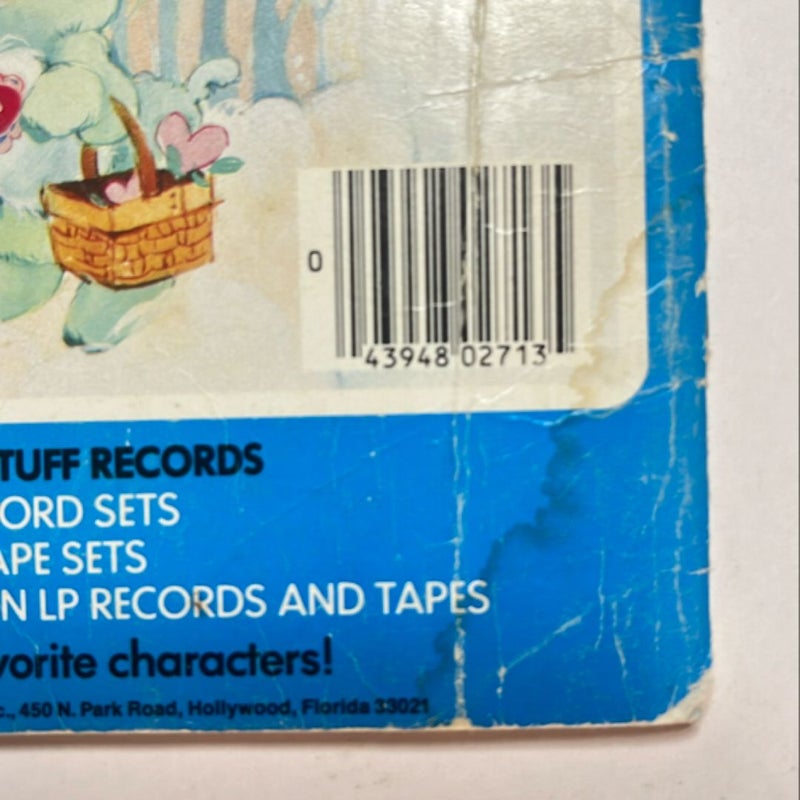 0
43948 02713
TUFF RECORDS
ORD SETS
APE SETS
N LP RECORDS AND TAPES
vorite characters!
c., 450 N. Park Road, Hollywood, Florida 33021